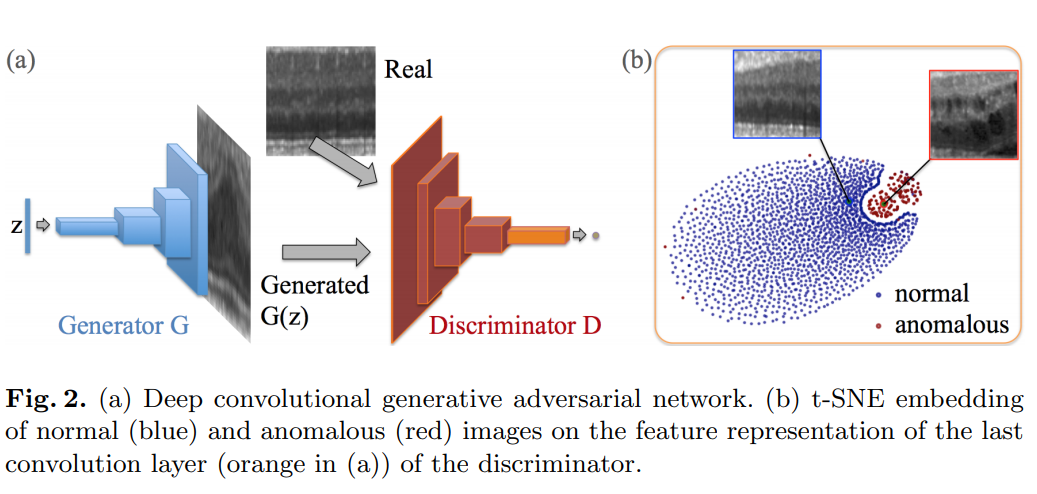 (a)
Real
z
Generated
G(z)
Generator G
Discriminator D
(b)
normal
anomalous
Fig. 2. (a) Deep convolutional generative adversarial network. (b) t-SNE embedding
of normal (blue) and anomalous (red) images on the feature representation of the last
convolution layer (orange in (a)) of the discriminator.